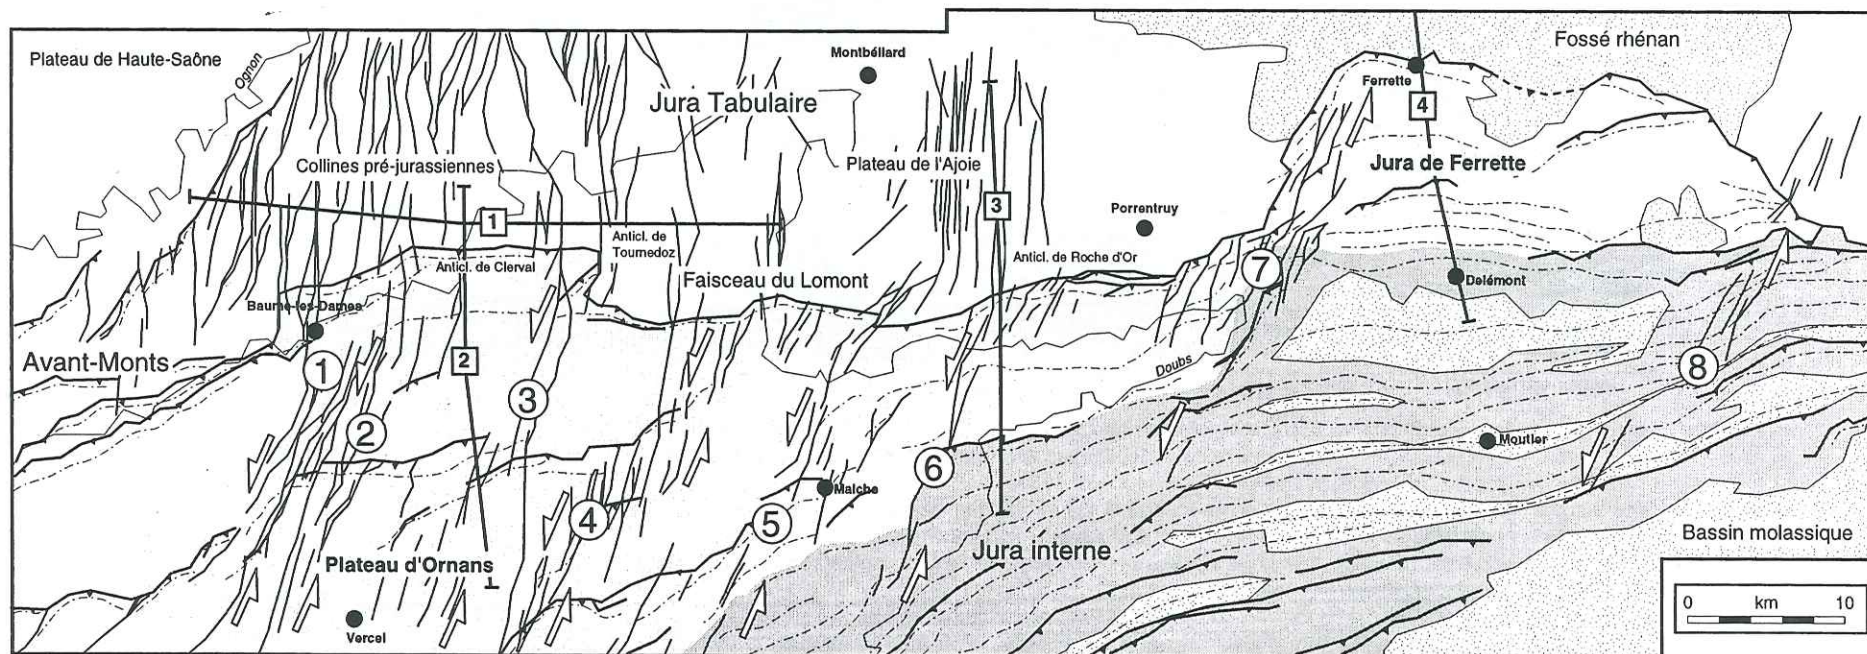 Plateau de Haute-Saône
Ognon
Montbéliard
Fossé rhénan
Ferrette
Jura Tabulaire
4
Collines pré-jurassiennes
Plateau de l'Ajoie
Jura de Ferrette
1
3
Porrentruy
Anticl. de
Tournedoz
Anticl. de Clerval
Anticl. de Roche d'Or
Faisceau du Lomont
7
Delémont
Baume-les-Dames
Avant-Monts
1
2
Doubs
8
3
2
Moutier
6
Maîche
4
5
Jura interne
Bassin molassique
Plateau d'Ornans
Vercel
0 km 10